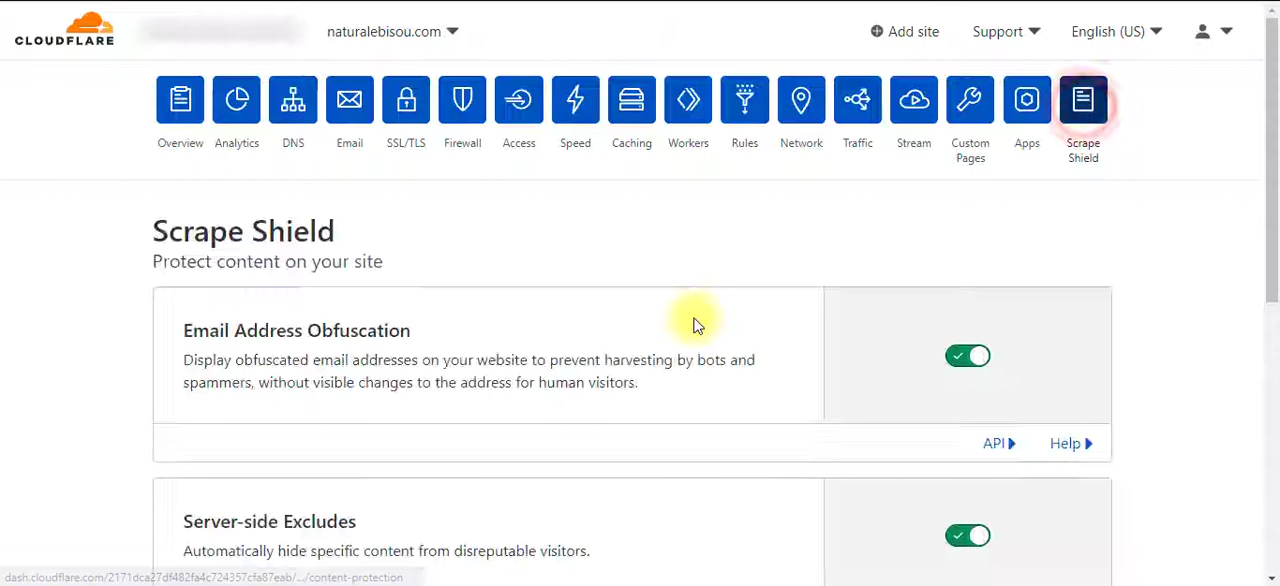 CLOUDFLARE
naturalebisou.com
Add site
Support
English (US)
Overview
Analytics
DNS
Email
SSL/TLS
Firewall
Access
Speed
Caching
Workers
Rules
Network
Traffic
Stream
Custom
Pages
Apps
Scrape
Shield
Scrape Shield
Protect content on your site
Email Address Obfuscation
Display obfuscated email addresses on your website to prevent harvesting by bots and
spammers, without visible changes to the address for human visitors.
API
Help
Server-side Excludes
Automatically hide specific content from disreputable visitors.
dash.cloudflare.com/2171dca27df482fa4c724357cfa87eab/.../content-protection